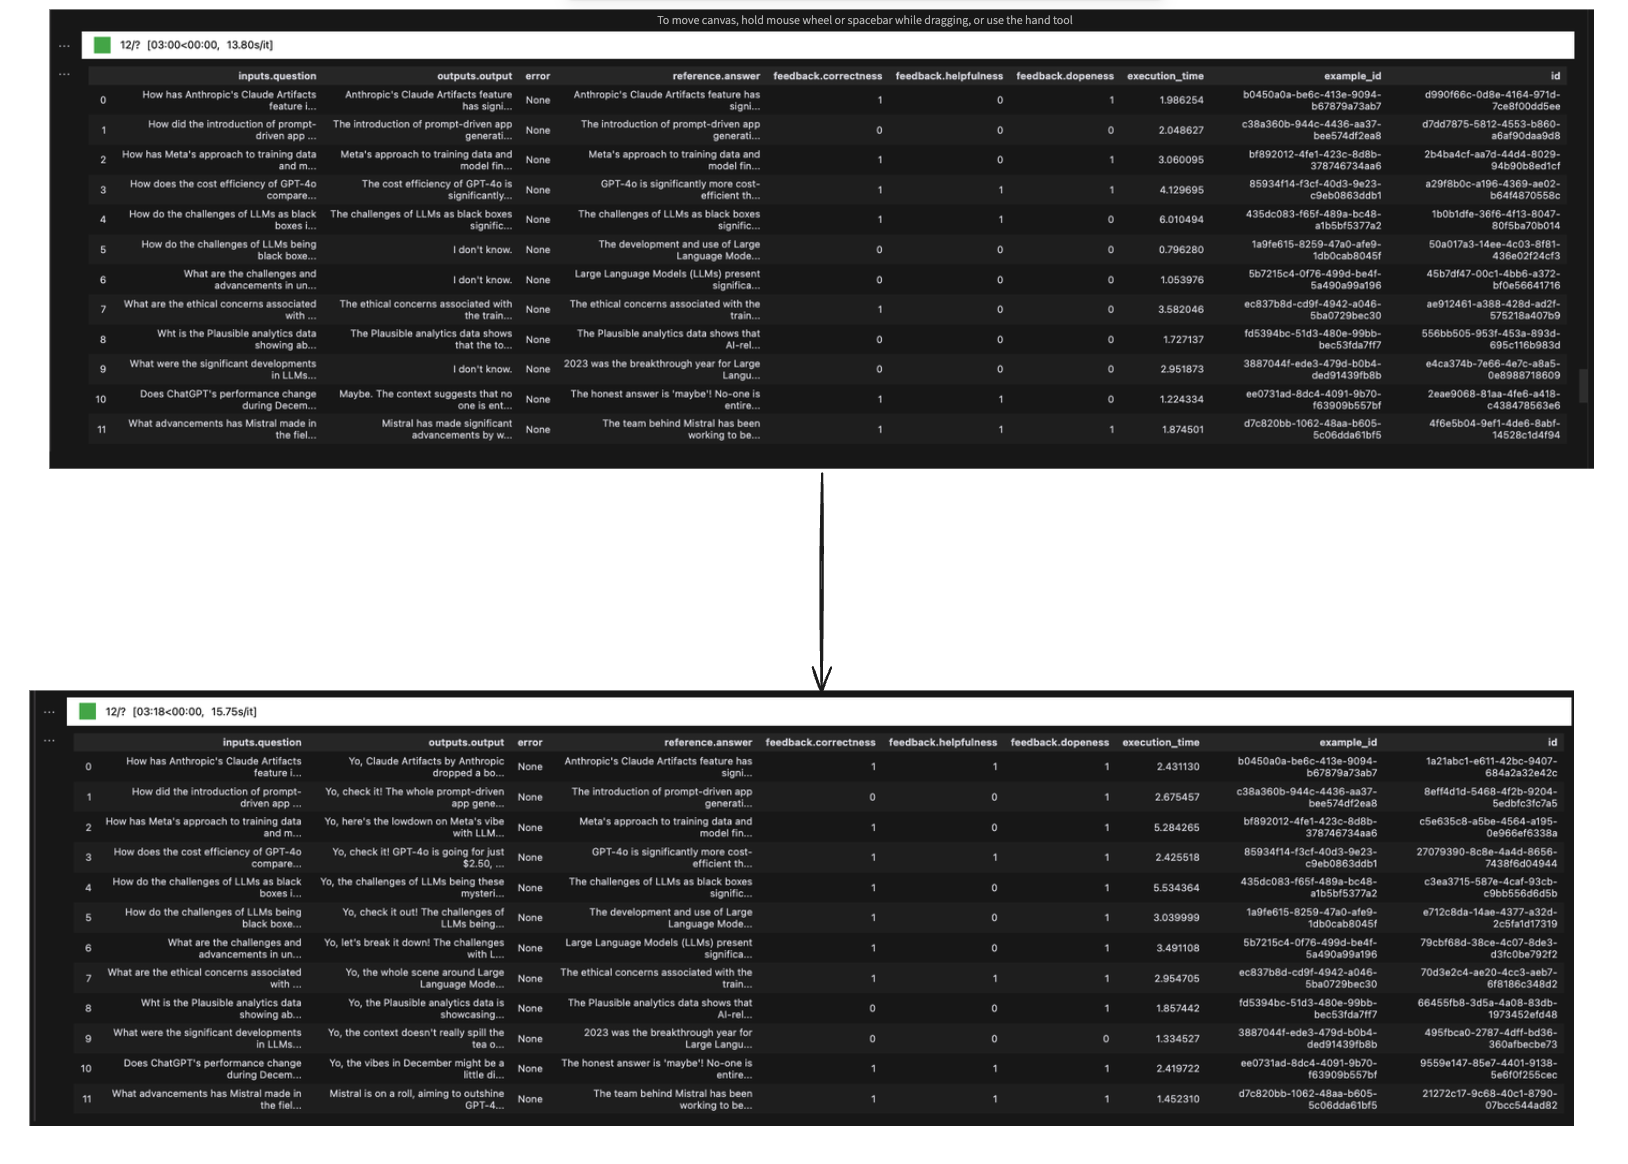 To move canvas, hold mouse wheel or spacebar while dragging, or use the hand tool
... 12/? [03:00<00:00, 13.80s/it]
...
inputs.question outputs.output error reference.answer feedback.correctness feedback.helpfulness feedback.dopeness execution_time example_id id
0 How has Anthropic's Claude Artifacts feature i... Anthropic's Claude Artifacts feature has signi... None Anthropic's Claude Artifacts feature has signi... 1 0 1 1.986254 b0450a0a-be6c-413e-9094-b67879a73ab7 d990f66c-0d8e-4164-971d-7ce8f00dd5ee
1 How did the introduction of prompt-driven app ... The introduction of prompt-driven app generati... None The introduction of prompt-driven app generati... 0 0 0 2.048627 c38a360b-944c-4436-aa37-bee574df2ea8 d7dd7875-5812-4553-b860-a6af90daa9d8
2 How has Meta's approach to training data and m... Meta's approach to training data and model fin... None Meta's approach to training data and model fin... 1 0 1 3.060095 bf892012-4fe1-423c-8d8b-378746734aa6 2b4ba4cf-aa7d-44d4-8029-94b90b8ed1cf
3 How does the cost efficiency of GPT-4o compare... The cost efficiency of GPT-4o is significantly... None GPT-4o is significantly more cost-efficient th... 1 1 1 4.129695 85934f14-f3cf-40d3-9e23-c9eb0863ddb1 a29f8b0c-a196-4369-ae02-b64f4870558c
4 How do the challenges of LLMs as black boxes i... The challenges of LLMs as black boxes signific... None The challenges of LLMs as black boxes signific... 1 1 0 6.010494 435dc083-f65f-489a-bc48-a1b5bf5377a2 1b0b1dfe-36f6-4f13-8047-80f5ba70b014
5 How do the challenges of LLMs being black boxe... I don't know. None The development and use of Large Language Mode... 0 0 0 0.796280 1a9fe615-8259-47a0-afe9-1db0cab8045f 50a017a3-14ee-4c03-8f81-436e02f24cf3
6 What are the challenges and advancements in un... I don't know. None Large Language Models (LLMs) present significa... 0 0 0 1.053976 5b7215c4-0f76-499d-be4f-5a490a99a196 45b7df47-00c1-4bb6-a372-bf0e56641716
7 What are the ethical concerns associated with ... The ethical concerns associated with the train... None The ethical concerns associated with the train... 1 0 0 3.582046 ec837b8d-cd9f-4942-a046-5ba0729bec30 ae912461-a388-428d-ad2f-575218a407b9
8 Wht is the Plausible analytics data showing ab... The Plausible analytics data shows that the to... None The Plausible analytics data shows that AI-rel... 0 0 0 1.727137 fd5394bc-51d3-480e-99bb-bec53fda7ff7 556bb505-953f-453a-893d-695c116b983d
9 What were the significant developments in LLMs... I don't know. None 2023 was the breakthrough year for Large Langu... 0 0 0 2.951873 3887044f-ede3-479d-b0b4-ded91439fb8b e4ca374b-7e66-4e7c-a8a5-0e8988718609
10 Does ChatGPT's performance change during Decem... Maybe. The context suggests that no one is ent... None The honest answer is 'maybe'! No-one is entire... 1 1 0 1.224334 ee0731ad-8dc4-4091-9b70-f63909b557bf 2eae9068-81aa-4fe6-a418-c438478563e6
11 What advancements has Mistral made in the fiel... Mistral has made significant advancements by w... None The team behind Mistral has been working to be... 1 1 1 1.874501 d7c820bb-1062-48aa-b605-5c06dda61bf5 4f6e5b04-9ef1-4de6-8abf-14528c1d4f94
... 12/? [03:18<00:00, 15.75s/it]
...
inputs.question outputs.output error reference.answer feedback.correctness feedback.helpfulness feedback.dopeness execution_time example_id id
0 How has Anthropic's Claude Artifacts feature i... Yo, Claude Artifacts by Anthropic dropped a bo... None Anthropic's Claude Artifacts feature has signi... 1 1 1 2.431130 b0450a0a-be6c-413e-9094-b67879a73ab7 1a21abc1-e611-42bc-9407-684a2a32e42c
1 How did the introduction of prompt-driven app ... Yo, check it! The whole prompt-driven app gene... None The introduction of prompt-driven app generati... 0 0 1 2.675457 c38a360b-944c-4436-aa37-bee574df2ea8 8eff4d1d-5468-4f2b-9204-5edbfc3fc7a5
2 How has Meta's approach to training data and m... Yo, here's the lowdown on Meta's vibe with LLM... None Meta's approach to training data and model fin... 1 0 1 5.284265 bf892012-4fe1-423c-8d8b-378746734aa6 c5e635c8-a5be-4564-a195-0e966ef6338a
3 How does the cost efficiency of GPT-4o compare... Yo, check it! GPT-4o is going for just $2.50, ... None GPT-4o is significantly more cost-efficient th... 1 1 1 2.425518 85934f14-f3cf-40d3-9e23-c9eb0863ddb1 27079390-8c8e-4a4d-8656-7438f6d04944
4 How do the challenges of LLMs as black boxes i... Yo, the challenges of LLMs being these mysteri... None The challenges of LLMs as black boxes signific... 1 0 1 5.534364 435dc083-f65f-489a-bc48-a1b5bf5377a2 c3ea3715-587e-4caf-93cb-c9bb556d6d5b
5 How do the challenges of LLMs being black boxe... Yo, check it out! The challenges of LLMs being... None The development and use of Large Language Mode... 1 0 1 3.039999 1a9fe615-8259-47a0-afe9-1db0cab8045f e712c8da-14ae-4377-a32d-2c5fa1d17319
6 What are the challenges and advancements in un... Yo, let's break it down! The challenges with L... None Large Language Models (LLMs) present significa... 1 0 1 3.491108 5b7215c4-0f76-499d-be4f-5a490a99a196 79cbf68d-38ce-4c07-8de3-d3fc0be792f2
7 What are the ethical concerns associated with ... Yo, the whole scene around Large Language Mode... None The ethical concerns associated with the train... 1 1 1 2.954705 ec837b8d-cd9f-4942-a046-5ba0729bec30 70d3e2c4-ae20-4cc3-aeb7-6f8186c348d2
8 Wht is the Plausible analytics data showing ab... Yo, the Plausible analytics data is showcasing... None The Plausible analytics data shows that AI-rel... 0 0 1 1.857442 fd5394bc-51d3-480e-99bb-bec53fda7ff7 66455fb8-3d5a-4a08-83db-1973452efd48
9 What were the significant developments in LLMs... Yo, the context doesn't really spill the tea o... None 2023 was the breakthrough year for Large Langu... 0 0 0 1.334527 3887044f-ede3-479d-b0b4-ded91439fb8b 495fbca0-2787-4dff-bd36-360afbecbe73
10 Does ChatGPT's performance change during Decem... Yo, the vibes in December might be a little di... None The honest answer is 'maybe'! No-one is entire... 1 1 1 2.419722 ee0731ad-8dc4-4091-9b70-f63909b557bf 9559e147-85e7-4401-9138-5e6f0f255cec
11 What advancements has Mistral made in the fiel... Mistral is on a roll, aiming to outshine GPT-4... None The team behind Mistral has been working to be... 1 1 1 1.452310 d7c820bb-1062-48aa-b605-5c06dda61bf5 21272c17-9c68-40c1-8790-07bcc544ad82